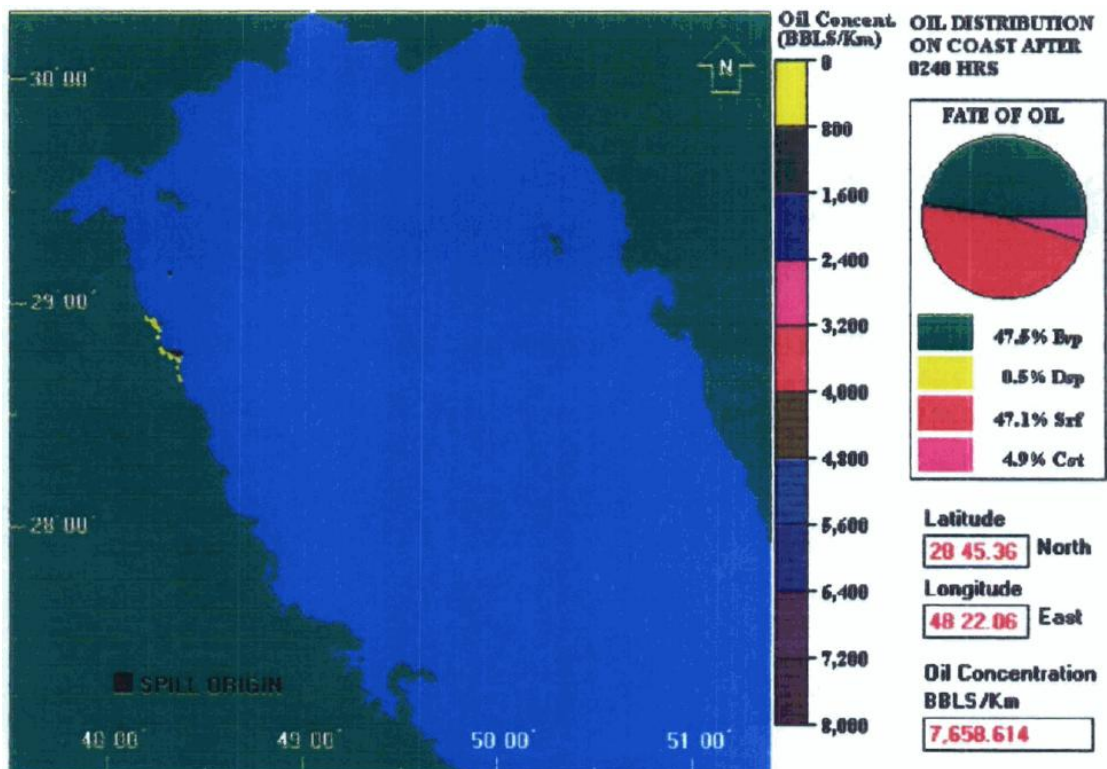 Oil Concent.
(BBLS/Km)
OIL DISTRIBUTION
ON COAST AFTER
0240 HRS
N
30 00'
29 00'
28 00'
0
800
1,600
2,400
3,200
4,000
4,800
5,600
6,400
7,200
8,000
FATE OF OIL
47.5% Evp
0.5% Dsp
47.1% Srf
4.9% Cst
Latitude
28 45.36 North
Longitude
48 22.06 East
Oil Concentration
BBLS/Km
7,658.614
SPILL ORIGIN
48 00' 49 00' 50 00' 51 00'